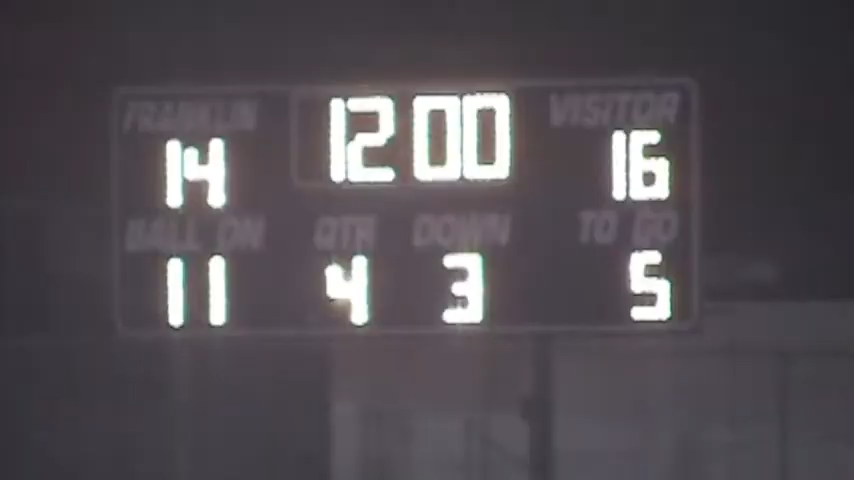 FRANKLIN 12 00 VISITOR
14 16
BALL ON QTR DOWN TO GO
11 4 3 5